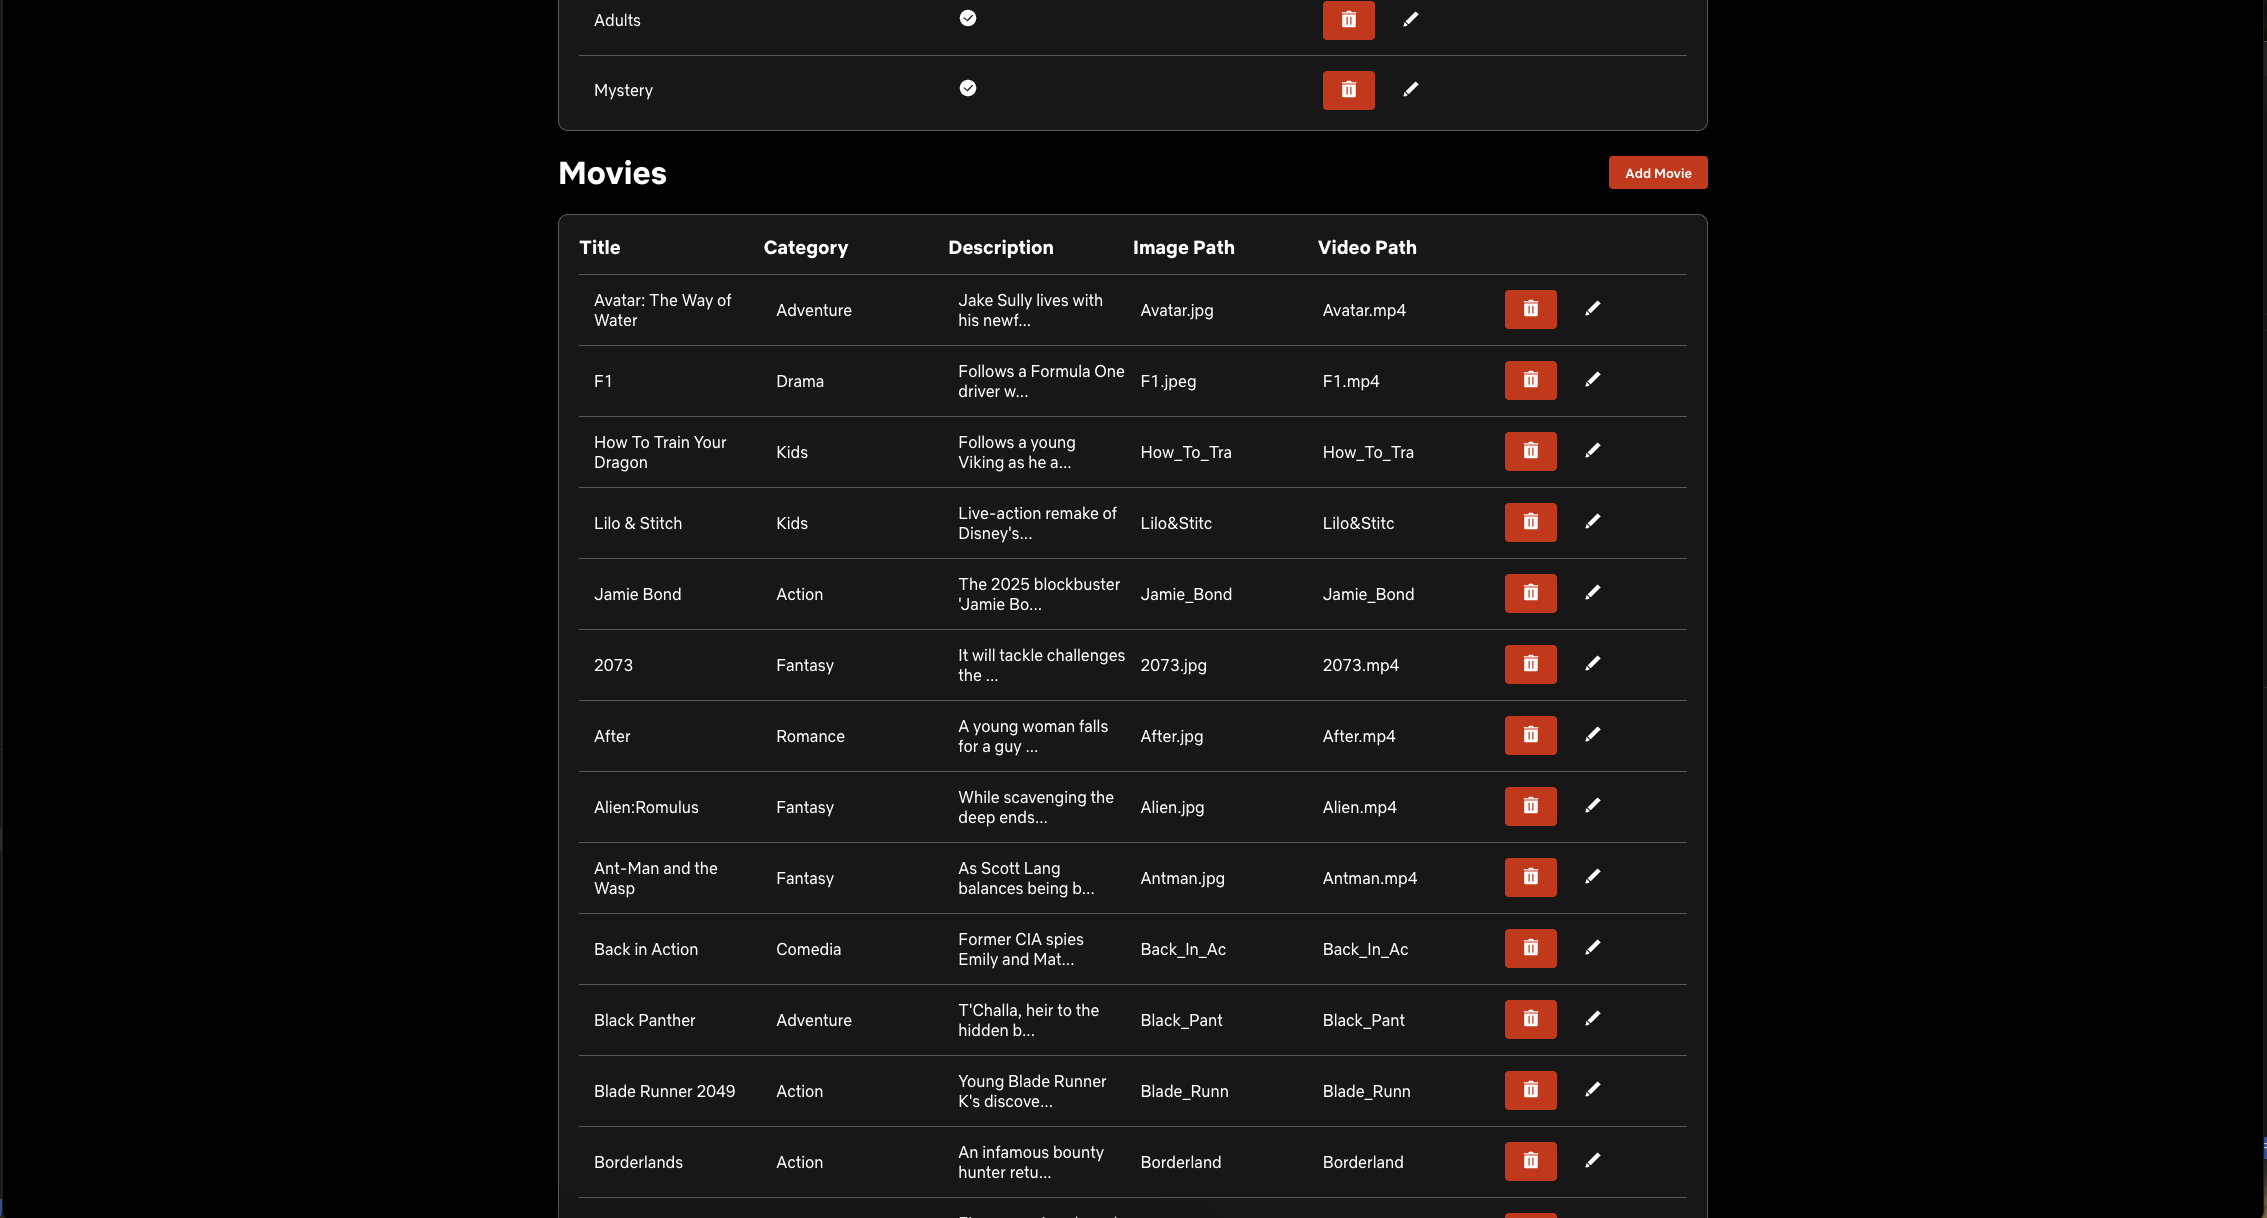 Adults
Mystery
Movies
Add Movie
Title Category Description Image Path Video Path
Avatar: The Way of
Water
Adventure
Jake Sully lives with
his newf...
Avatar.jpg
Avatar.mp4
F1
Drama
Follows a Formula One
driver w...
F1.jpeg
F1.mp4
How To Train Your
Dragon
Kids
Follows a young
Viking as he a...
How_To_Tra
How_To_Tra
Lilo & Stitch
Kids
Live-action remake of
Disney's...
Lilo&Stitc
Lilo&Stitc
Jamie Bond
Action
The 2025 blockbuster
'Jamie Bo...
Jamie_Bond
Jamie_Bond
2073
Fantasy
It will tackle challenges
the ...
2073.jpg
2073.mp4
After
Romance
A young woman falls
for a guy ...
After.jpg
After.mp4
Alien:Romulus
Fantasy
While scavenging the
deep ends...
Alien.jpg
Alien.mp4
Ant-Man and the
Wasp
Fantasy
As Scott Lang
balances being b...
Antman.jpg
Antman.mp4
Back in Action
Comedia
Former CIA spies
Emily and Mat...
Back_In_Ac
Back_In_Ac
Black Panther
Adventure
T'Challa, heir to the
hidden b...
Black_Pant
Black_Pant
Blade Runner 2049
Action
Young Blade Runner
K's discove...
Blade_Runn
Blade_Runn
Borderlands
Action
An infamous bounty
hunter retu...
Borderland
Borderland